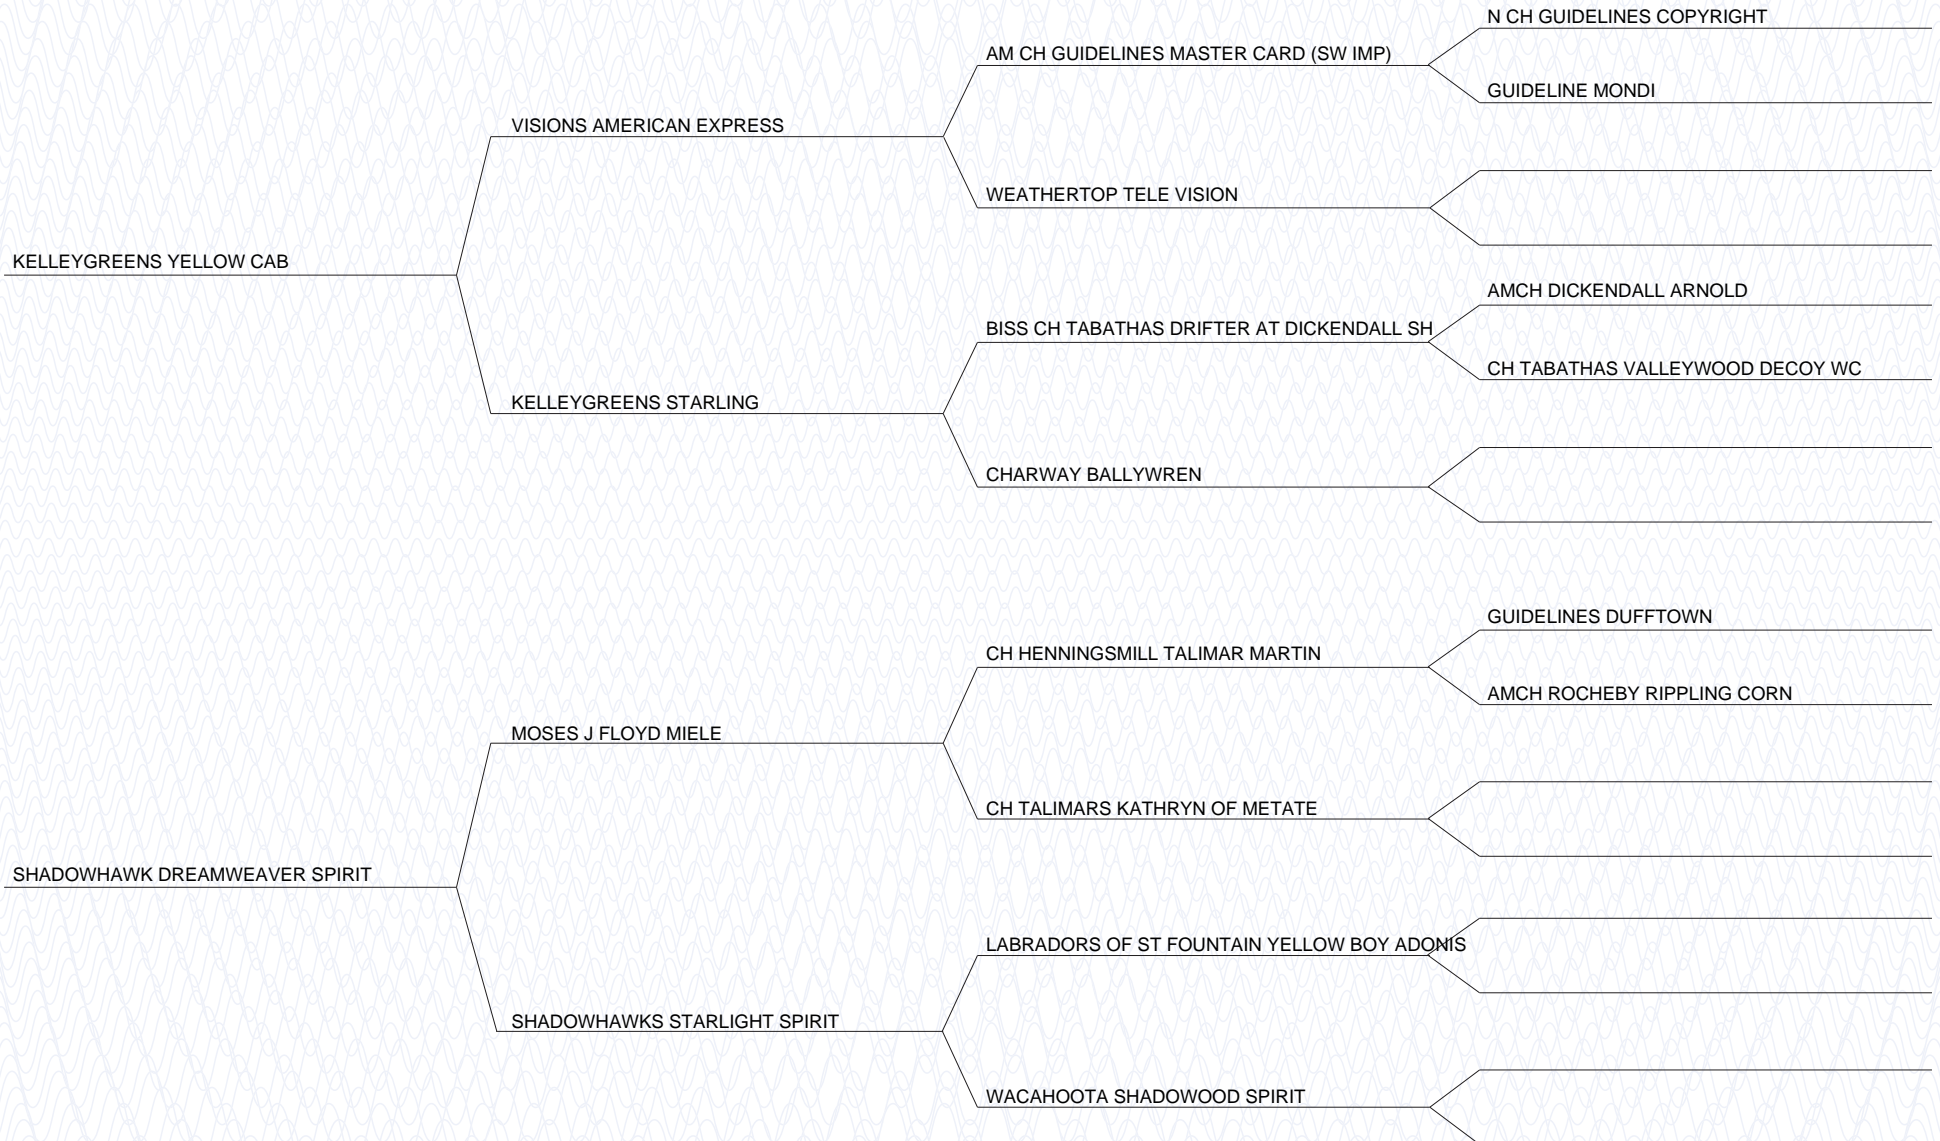 N CH GUIDELINES COPYRIGHT
AM CH GUIDELINES MASTER CARD (SW IMP)
GUIDELINE MONDI
VISIONS AMERICAN EXPRESS
WEATHERTOP TELE VISION
KELLEYGREENS YELLOW CAB
AMCH DICKENDALL ARNOLD
BISS CH TABATHAS DRIFTER AT DICKENDALL SH
CH TABATHAS VALLEYWOOD DECOY WC
KELLEYGREENS STARLING
CHARWAY BALLYWREN
GUIDELINES DUFFTOWN
CH HENNINGSMILL TALIMAR MARTIN
AMCH ROCHEBY RIPPLING CORN
MOSES J FLOYD MIELE
CH TALIMARS KATHRYN OF METATE
SHADOWHAWK DREAMWEAVER SPIRIT
LABRADORS OF ST FOUNTAIN YELLOW BOY ADONIS
SHADOWHAWKS STARLIGHT SPIRIT
WACAHOOTA SHADOWOOD SPIRIT